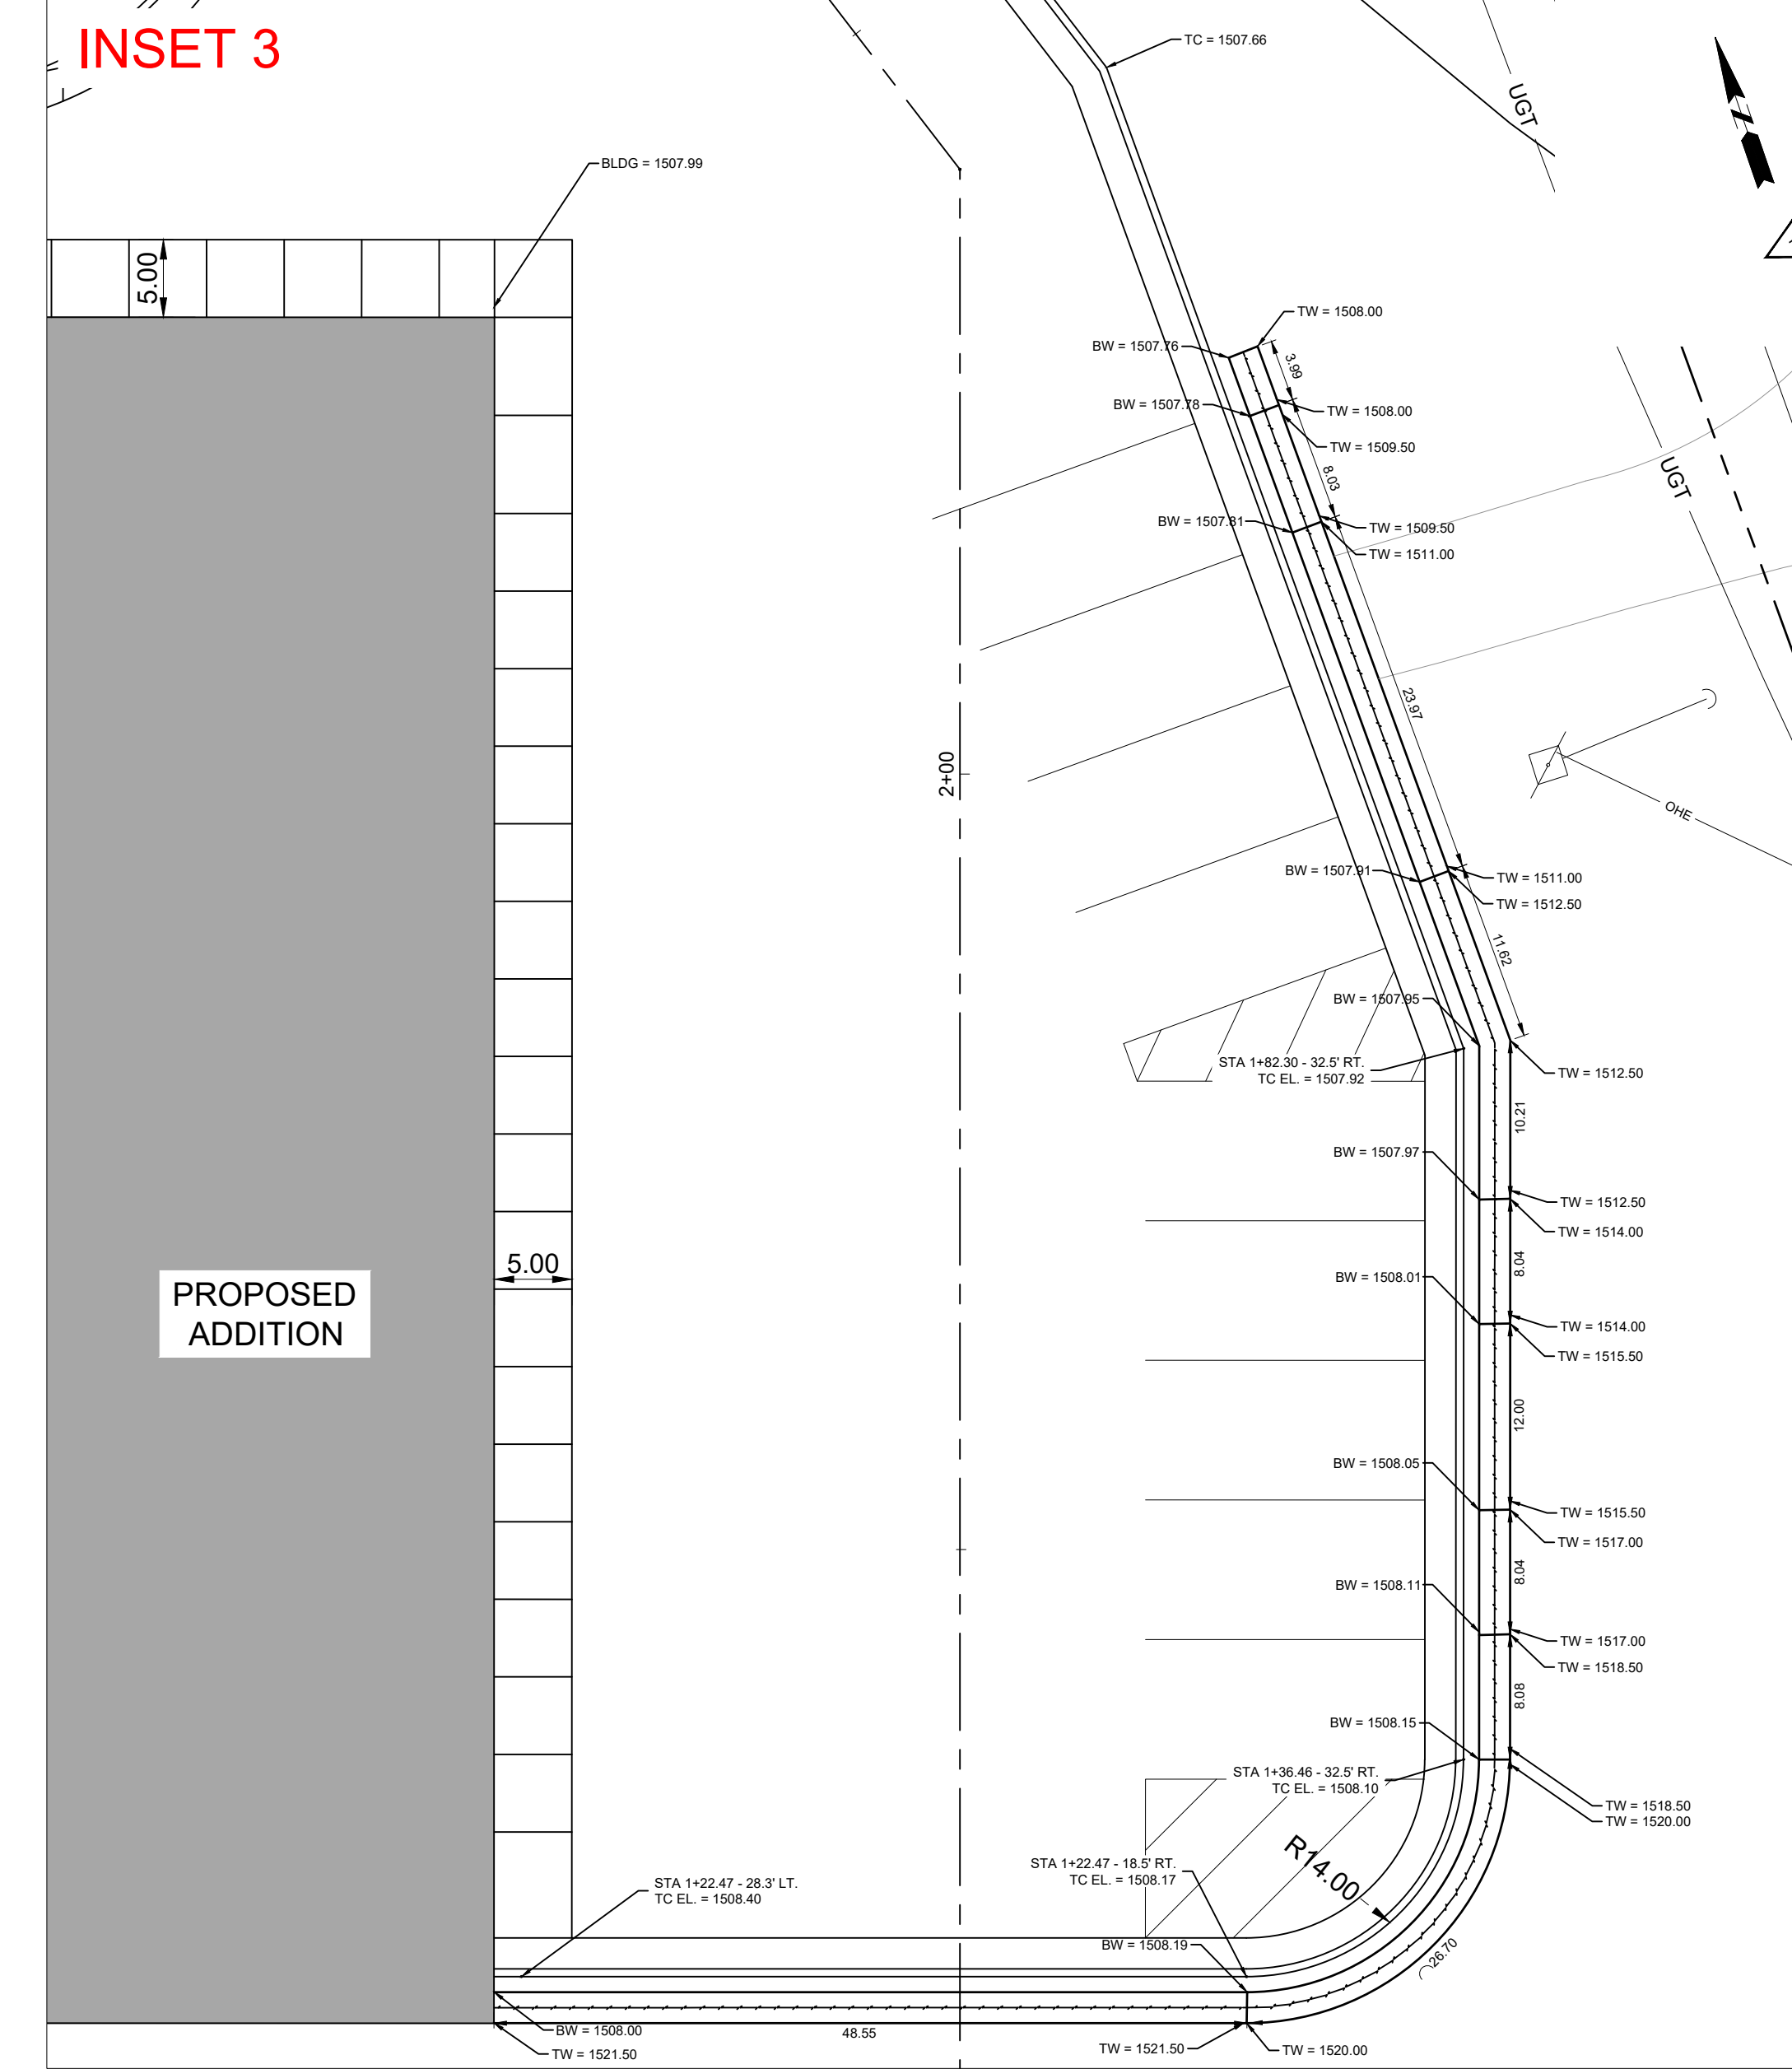 INSET 3
TC = 1507.66
UGT
N
BLDG = 1507.99
5.00
TW = 1508.00
BW = 1507.76
3.99
BW = 1507.78
TW = 1508.00
TW = 1509.50
8.03
UGT
BW = 1507.81
TW = 1509.50
TW = 1511.00
23.97
2+00
OHE
BW = 1507.91
TW = 1511.00
TW = 1512.50
11.62
BW = 1507.95
STA 1+82.30 - 32.5' RT.
TC EL. = 1507.92
TW = 1512.50
10.21
BW = 1507.97
TW = 1512.50
TW = 1514.00
5.00
8.04
BW = 1508.01
PROPOSED
ADDITION
TW = 1514.00
TW = 1515.50
12.00
BW = 1508.05
TW = 1515.50
TW = 1517.00
8.04
BW = 1508.11
TW = 1517.00
TW = 1518.50
8.08
BW = 1508.15
STA 1+36.46 - 32.5' RT.
TC EL. = 1508.10
TW = 1518.50
TW = 1520.00
R14.00
STA 1+22.47 - 18.5' RT.
TC EL. = 1508.17
STA 1+22.47 - 28.3' LT.
TC EL. = 1508.40
BW = 1508.19
26.70
BW = 1508.00
48.55
TW = 1521.50
TW = 1521.50
TW = 1520.00